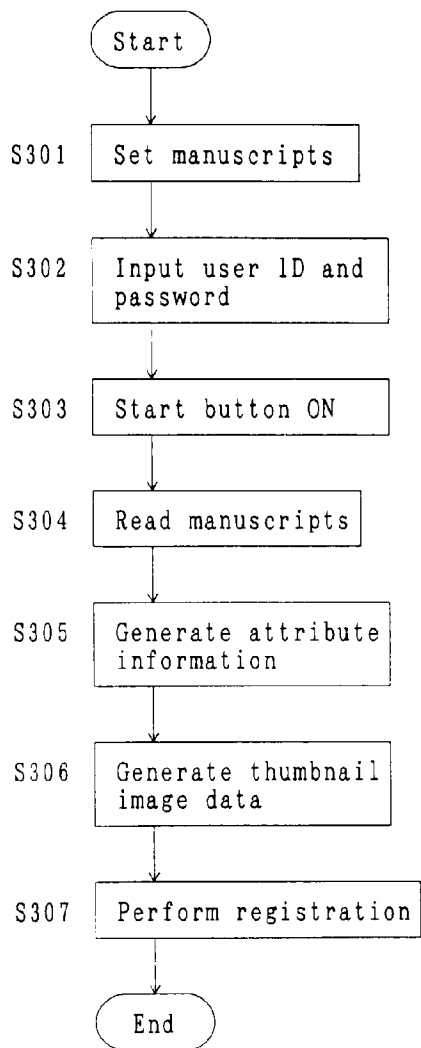 Start
S301 Set manuscripts
S302 Input user ID and
password
S303 Start button ON
S304 Read manuscripts
S305 Generate attribute
information
S306 Generate thumbnail
image data
S307 Perform registration
End